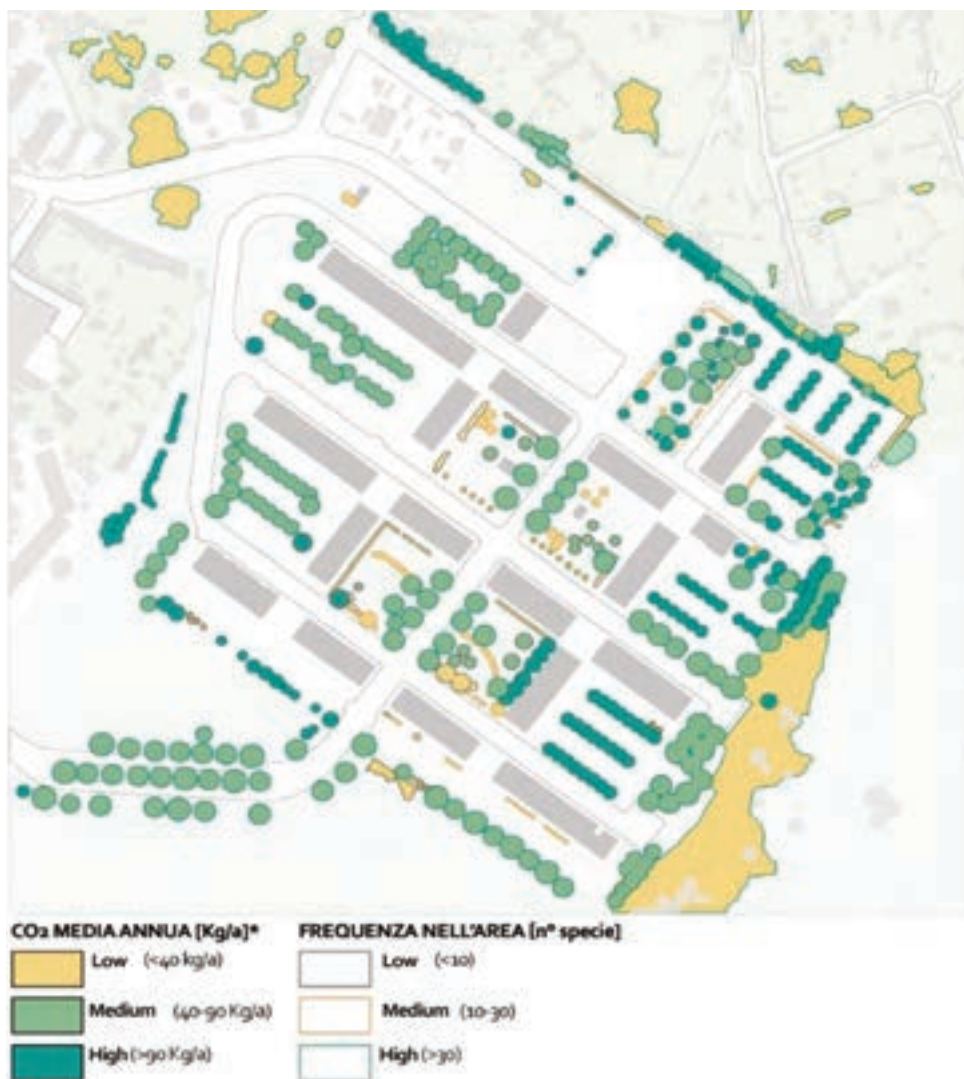 CO2 MEDIA ANNUA [Kg/a]*
Low (<40 kg/a)
Medium (40-90 Kg/a)
High (>90 Kg/a)
FREQUENZA NELL'AREA [n° specie]
Low (<10)
Medium (10-30)
High (>30)